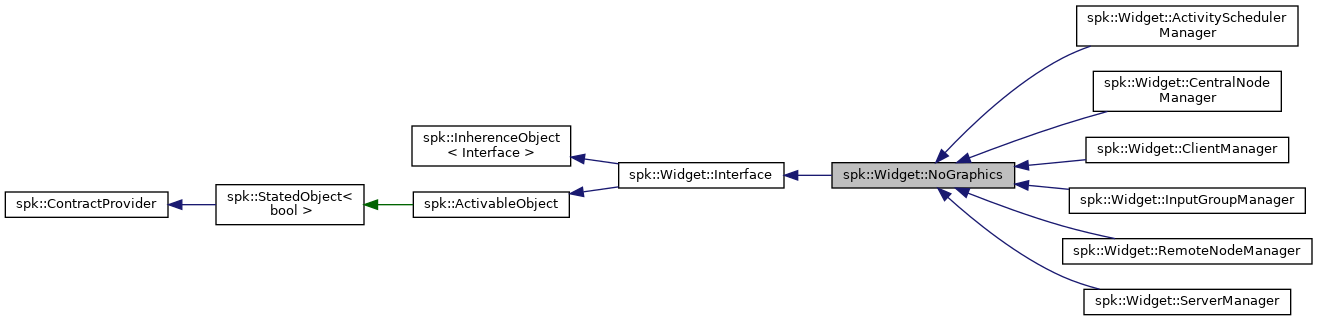 spk::ContractProvider
spk::StatedObject<
bool >
spk::InherenceObject
< Interface >
spk::ActivableObject
spk::Widget::Interface
spk::Widget::NoGraphics
spk::Widget::ActivityScheduler
Manager
spk::Widget::CentralNode
Manager
spk::Widget::ClientManager
spk::Widget::InputGroupManager
spk::Widget::RemoteNodeManager
spk::Widget::ServerManager